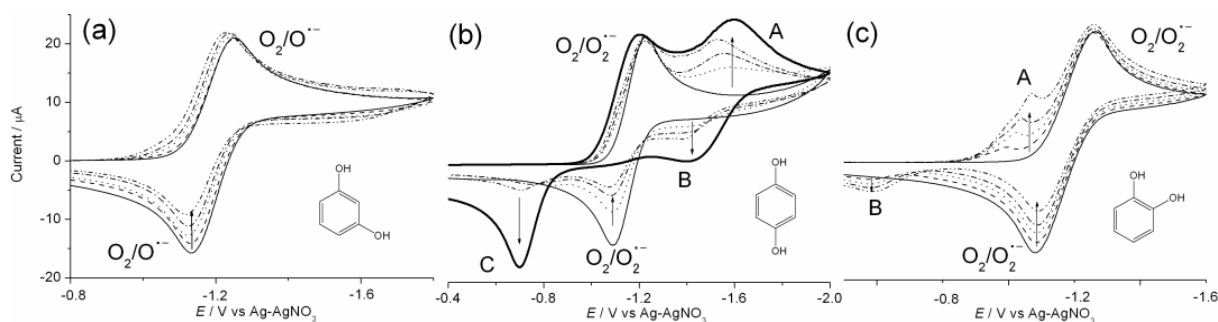 (a)
O₂/O•−
O₂/O•−
OH
OH
Current / μA
20
10
0
-10
-20
-0.8
-1.2
-1.6
E / V vs Ag-AgNO₃
(b)
O₂/O₂•−
A
B
C
O₂/O₂•−
OH
OH
-0.4
-0.8
-1.2
-1.6
-2.0
E / V vs Ag-AgNO₃
(c)
O₂/O₂•−
A
B
O₂/O₂•−
OH
OH
-0.8
-1.2
-1.6
E / V vs Ag-AgNO₃